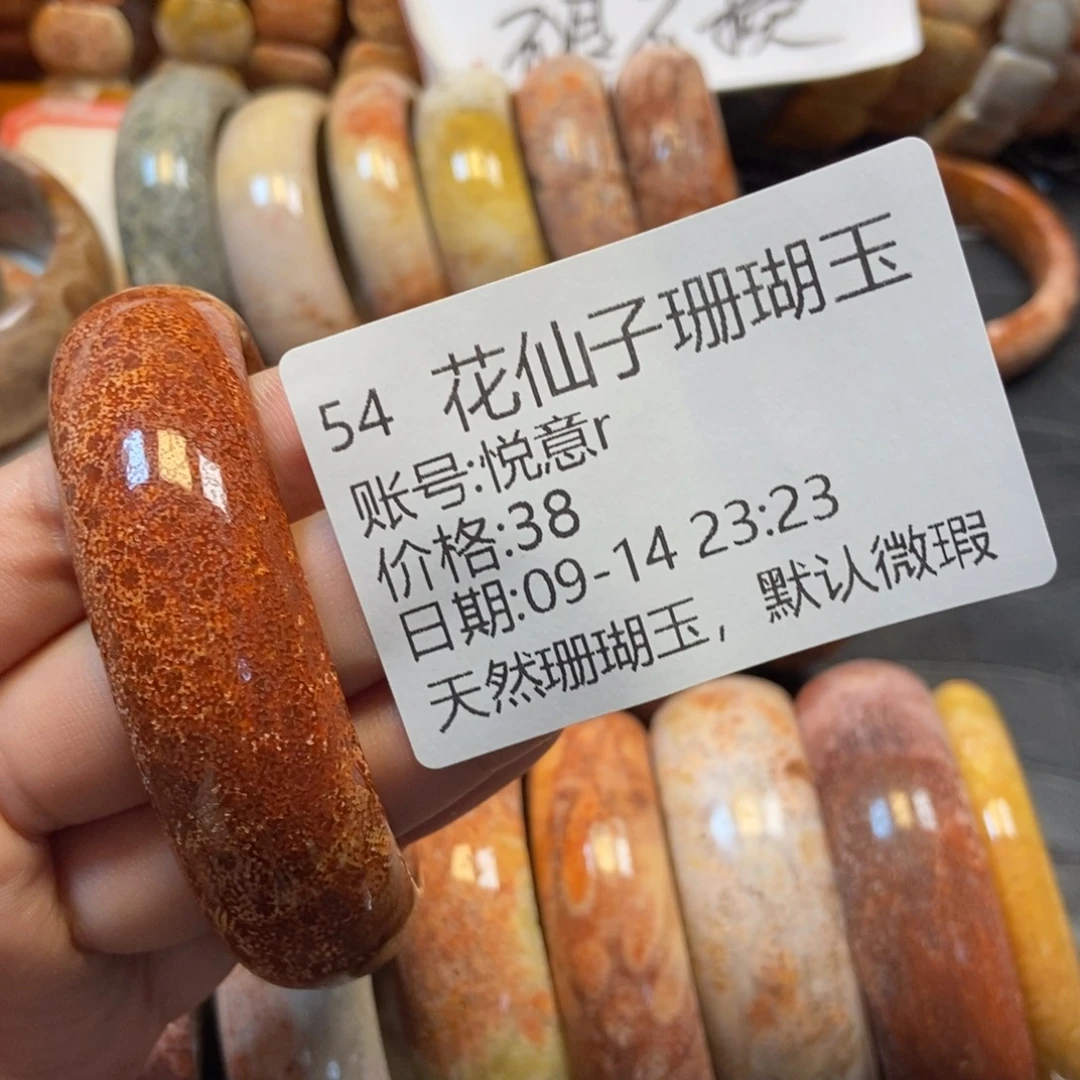 54 花仙子珊瑚玉
账号:悦意r
价格:38
日期:09-14 23:23
天然珊瑚玉，默认微瑕